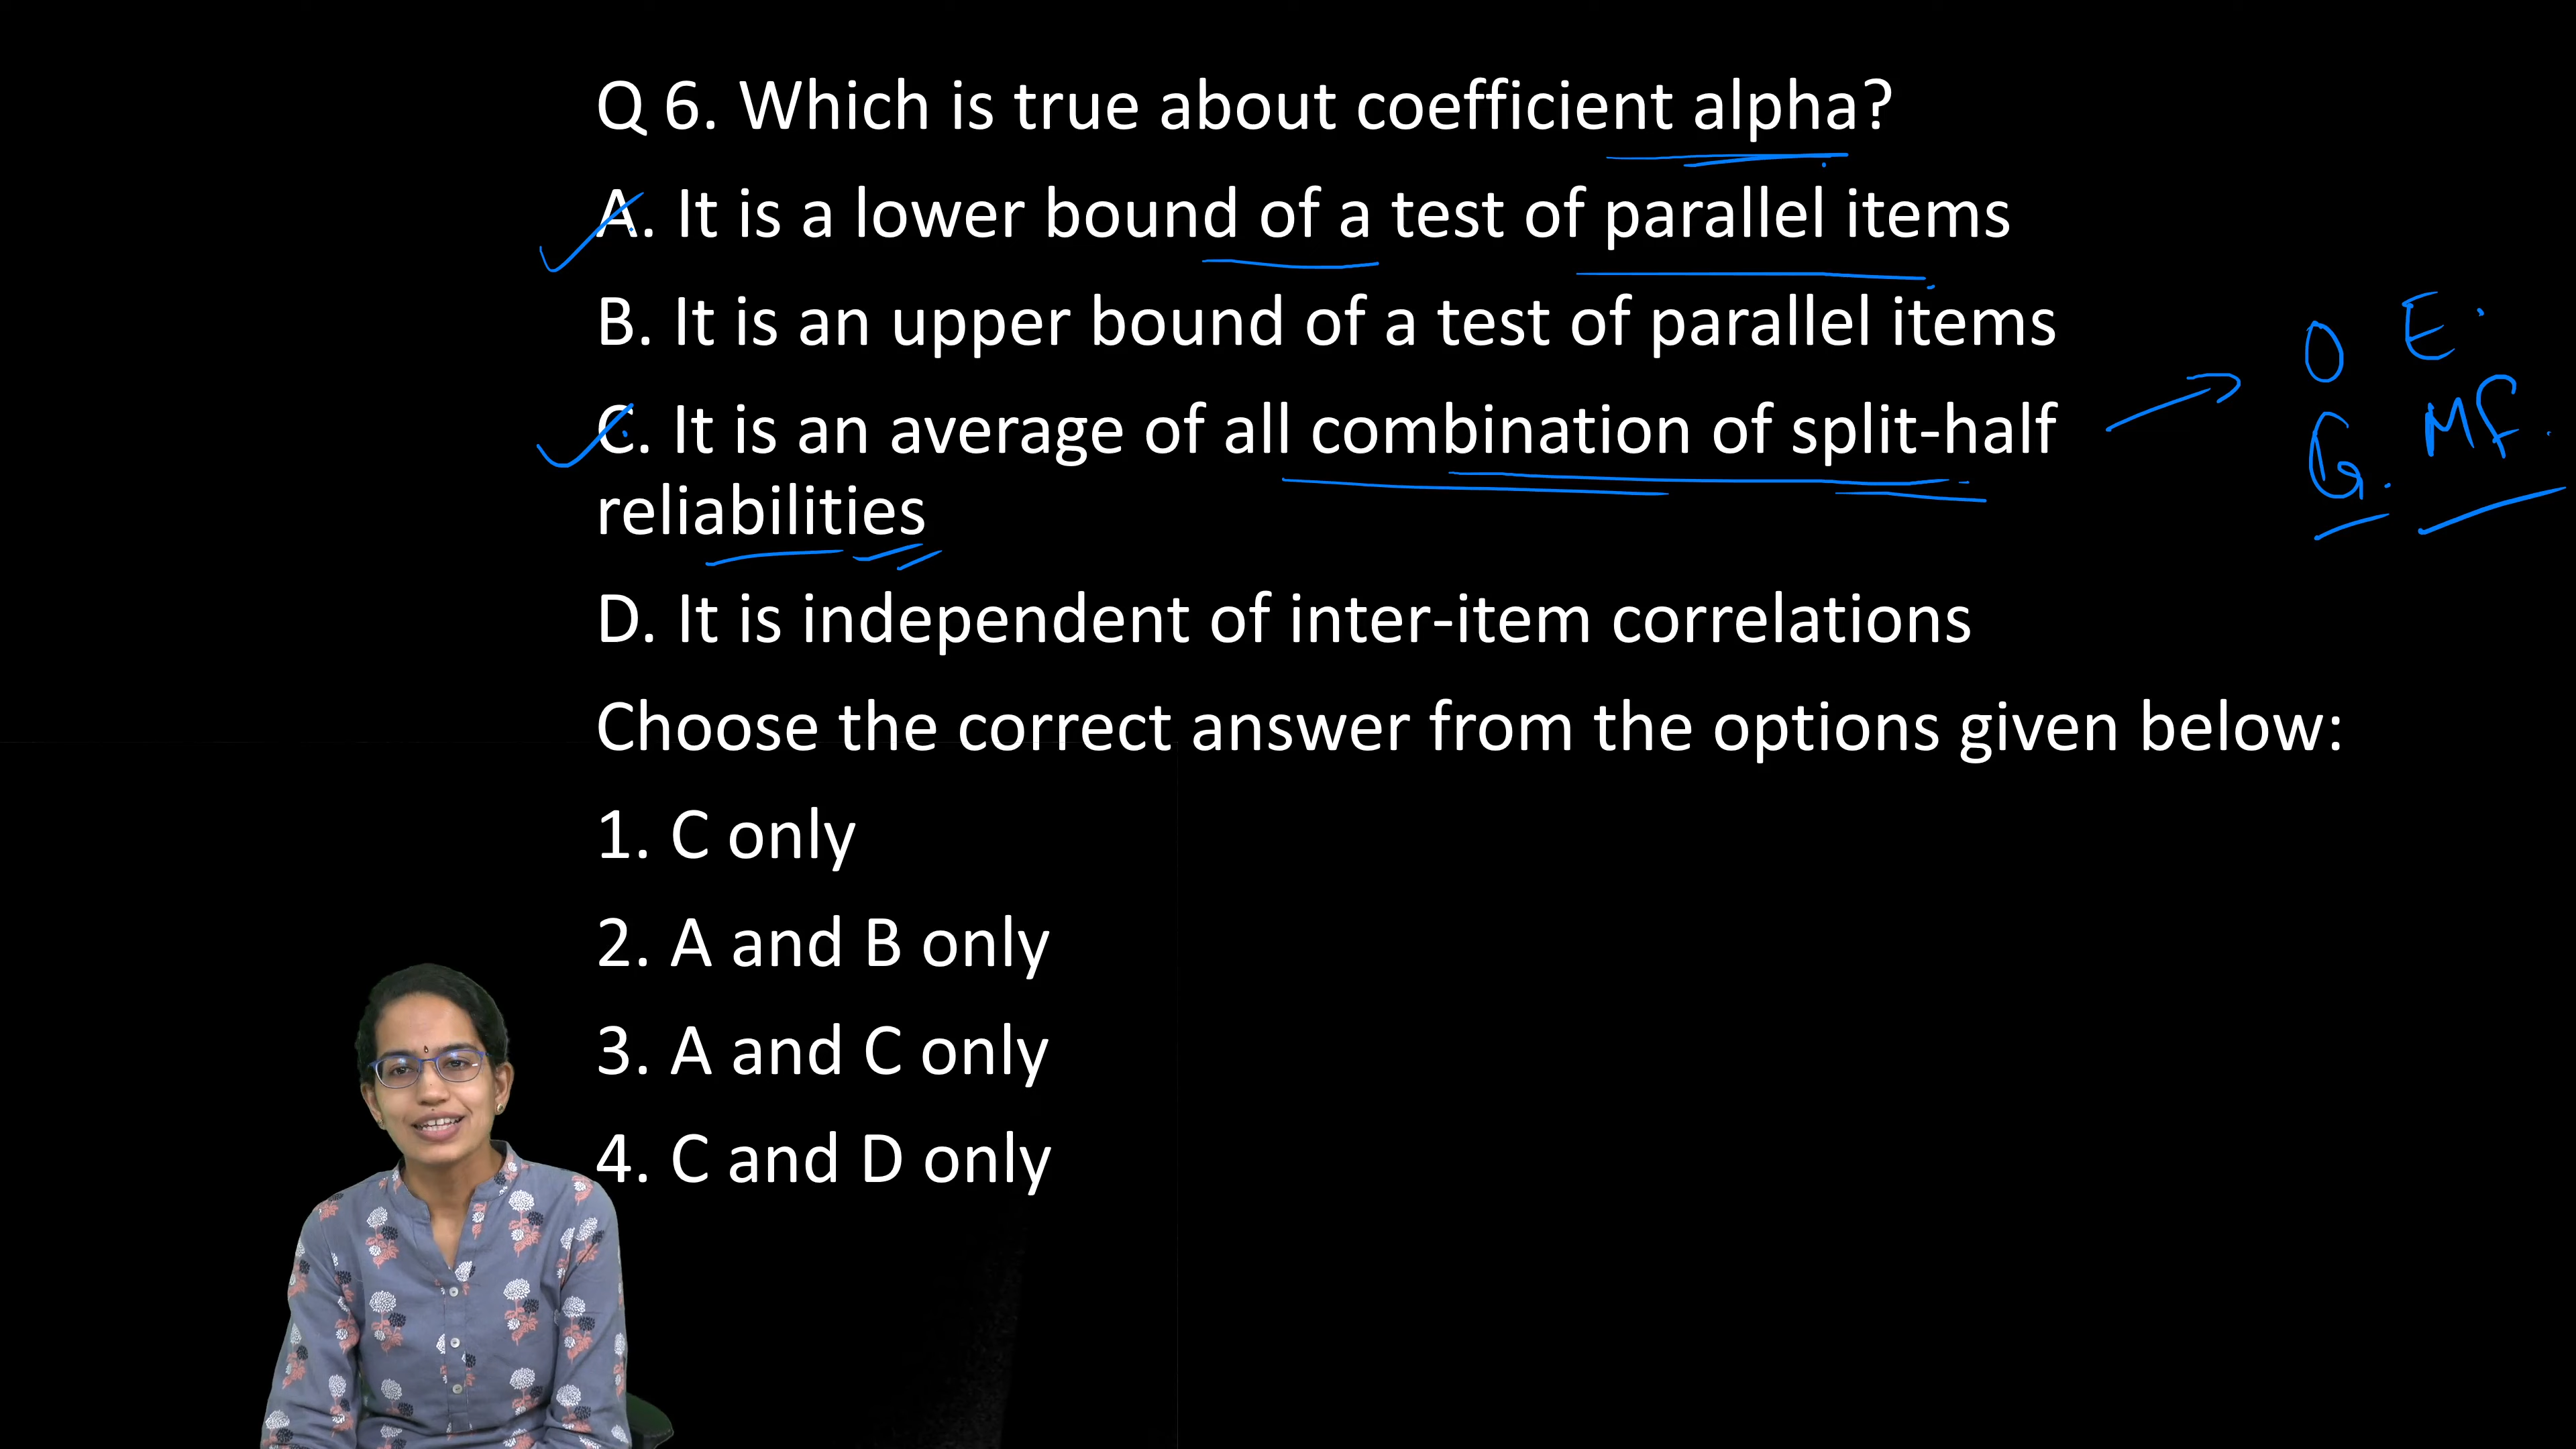 Q 6. Which is true about coefficient alpha?
A. It is a lower bound of a test of parallel items
B. It is an upper bound of a test of parallel items
O E.
C. It is an average of all combination of split-half
G. MF.
reliabilities
D. It is independent of inter-item correlations
Choose the correct answer from the options given below:
1. C only
2. A and B only
3. A and C only
4. C and D only